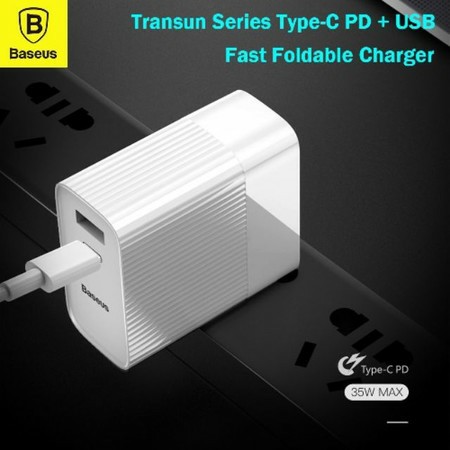 Baseus
Transun Series Type-C PD + USB
Fast Foldable Charger
Baseus
Type-C PD
35W MAX